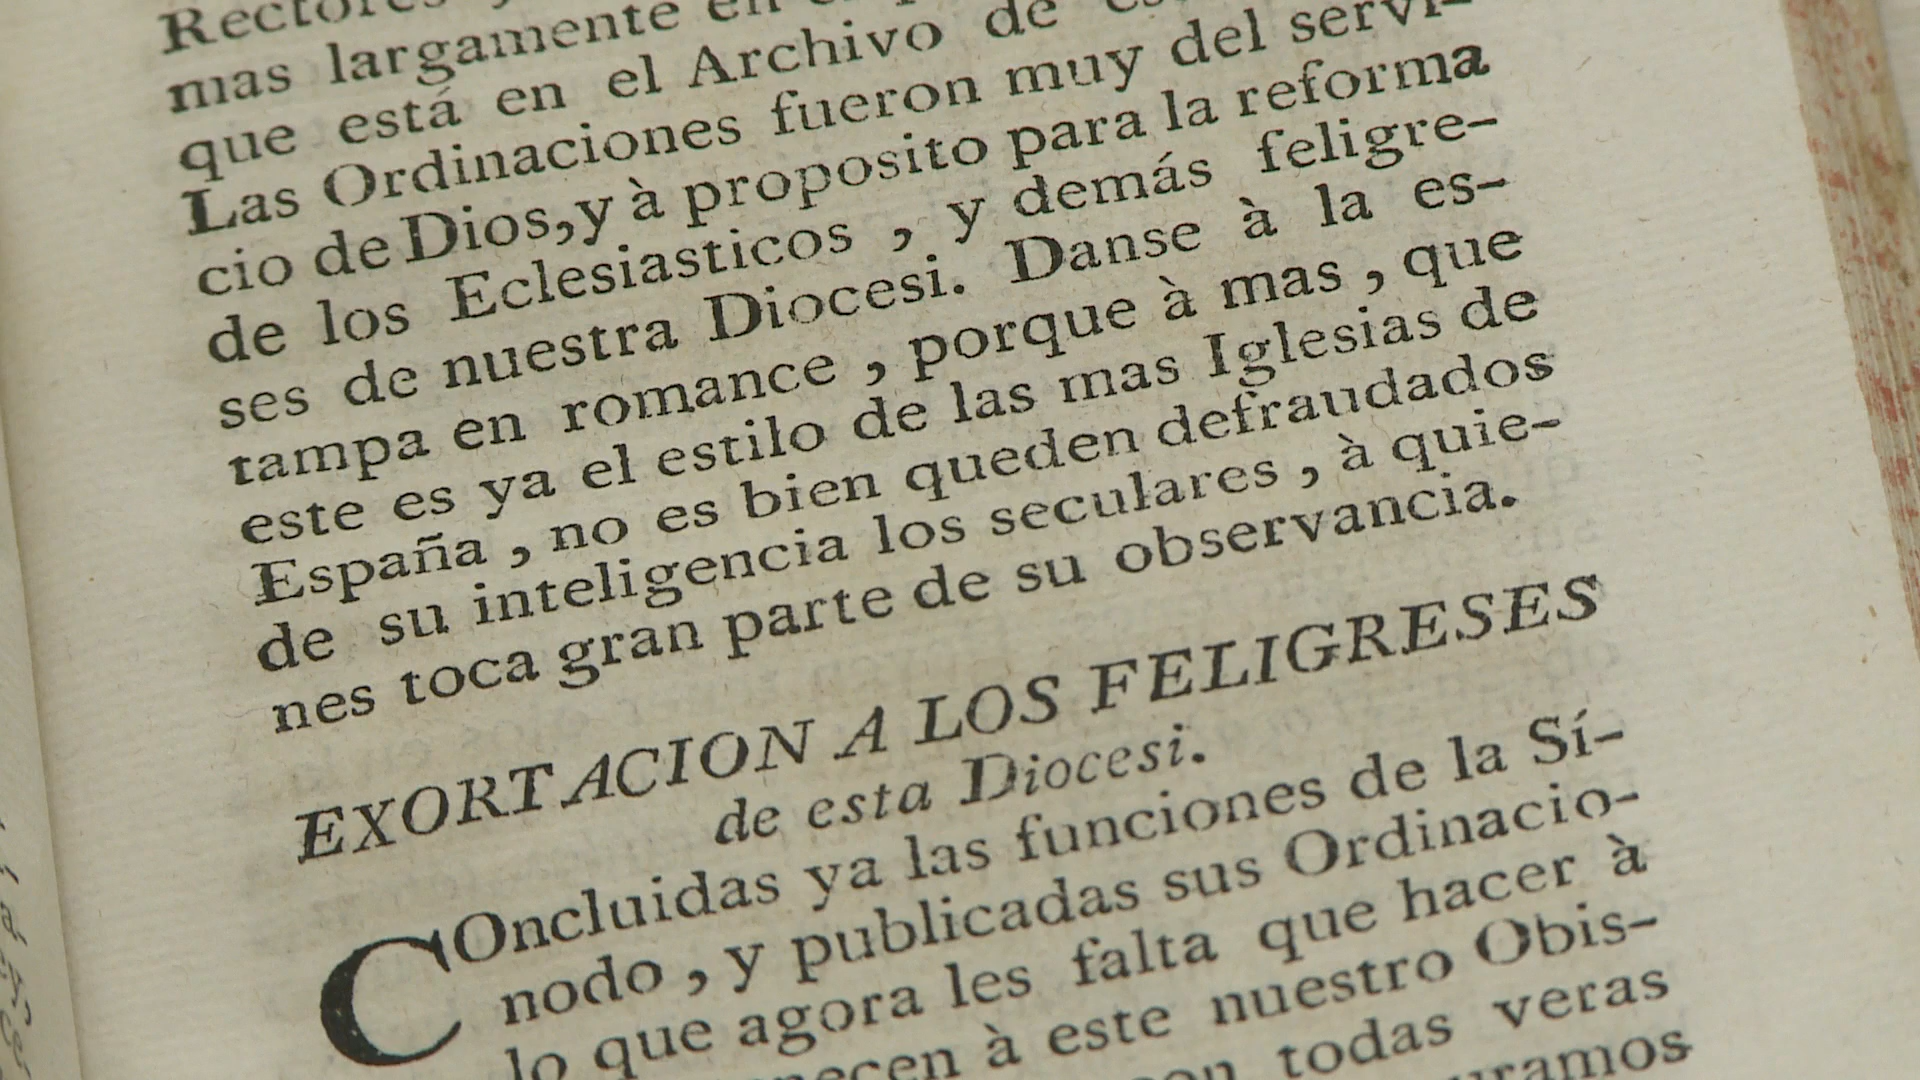 Rectores
mas largamente en el
que está en el Archivo de
Las Ordinaciones fueron muy del servi-
cio de Dios, y à proposito para la reforma
de los Eclesiasticos , y demás feligre-
ses de nuestra Diocesi. Danse à la es-
tampa en romance , porque à mas , que
este es ya el estilo de las mas Iglesias de
España , no es bien queden defraudados
de su inteligencia los seculares , à quie-
nes toca gran parte de su observancia.
EXORTACION A LOS FELIGRESES
de esta Diocesi.
COncluidas ya las funciones de la Sí-
nodo , y publicadas sus Ordinacio-
lo que agora les falta que hacer à
à este nuestro Obis-
todas veras